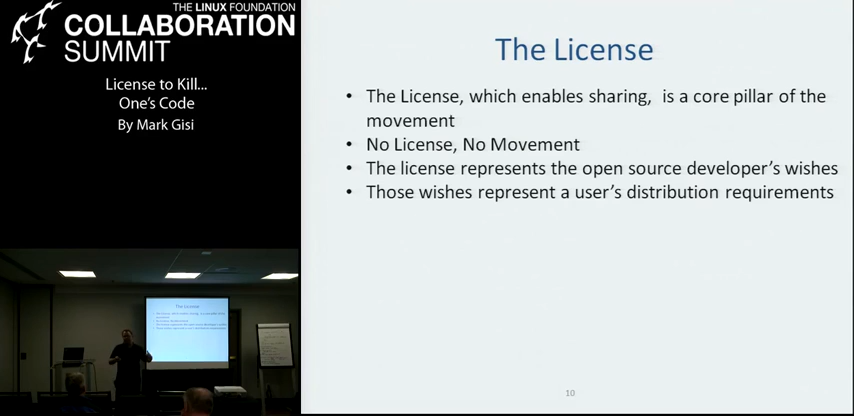 THE LINUX FOUNDATION
COLLABORATION
SUMMIT
License to Kill...
One's Code
By Mark Gisi
The License
• The License, which enables sharing,  is a core pillar of the
movement
• No License, No Movement
• The license represents the open source developer's wishes
• Those wishes represent a user's distribution requirements
10
The License